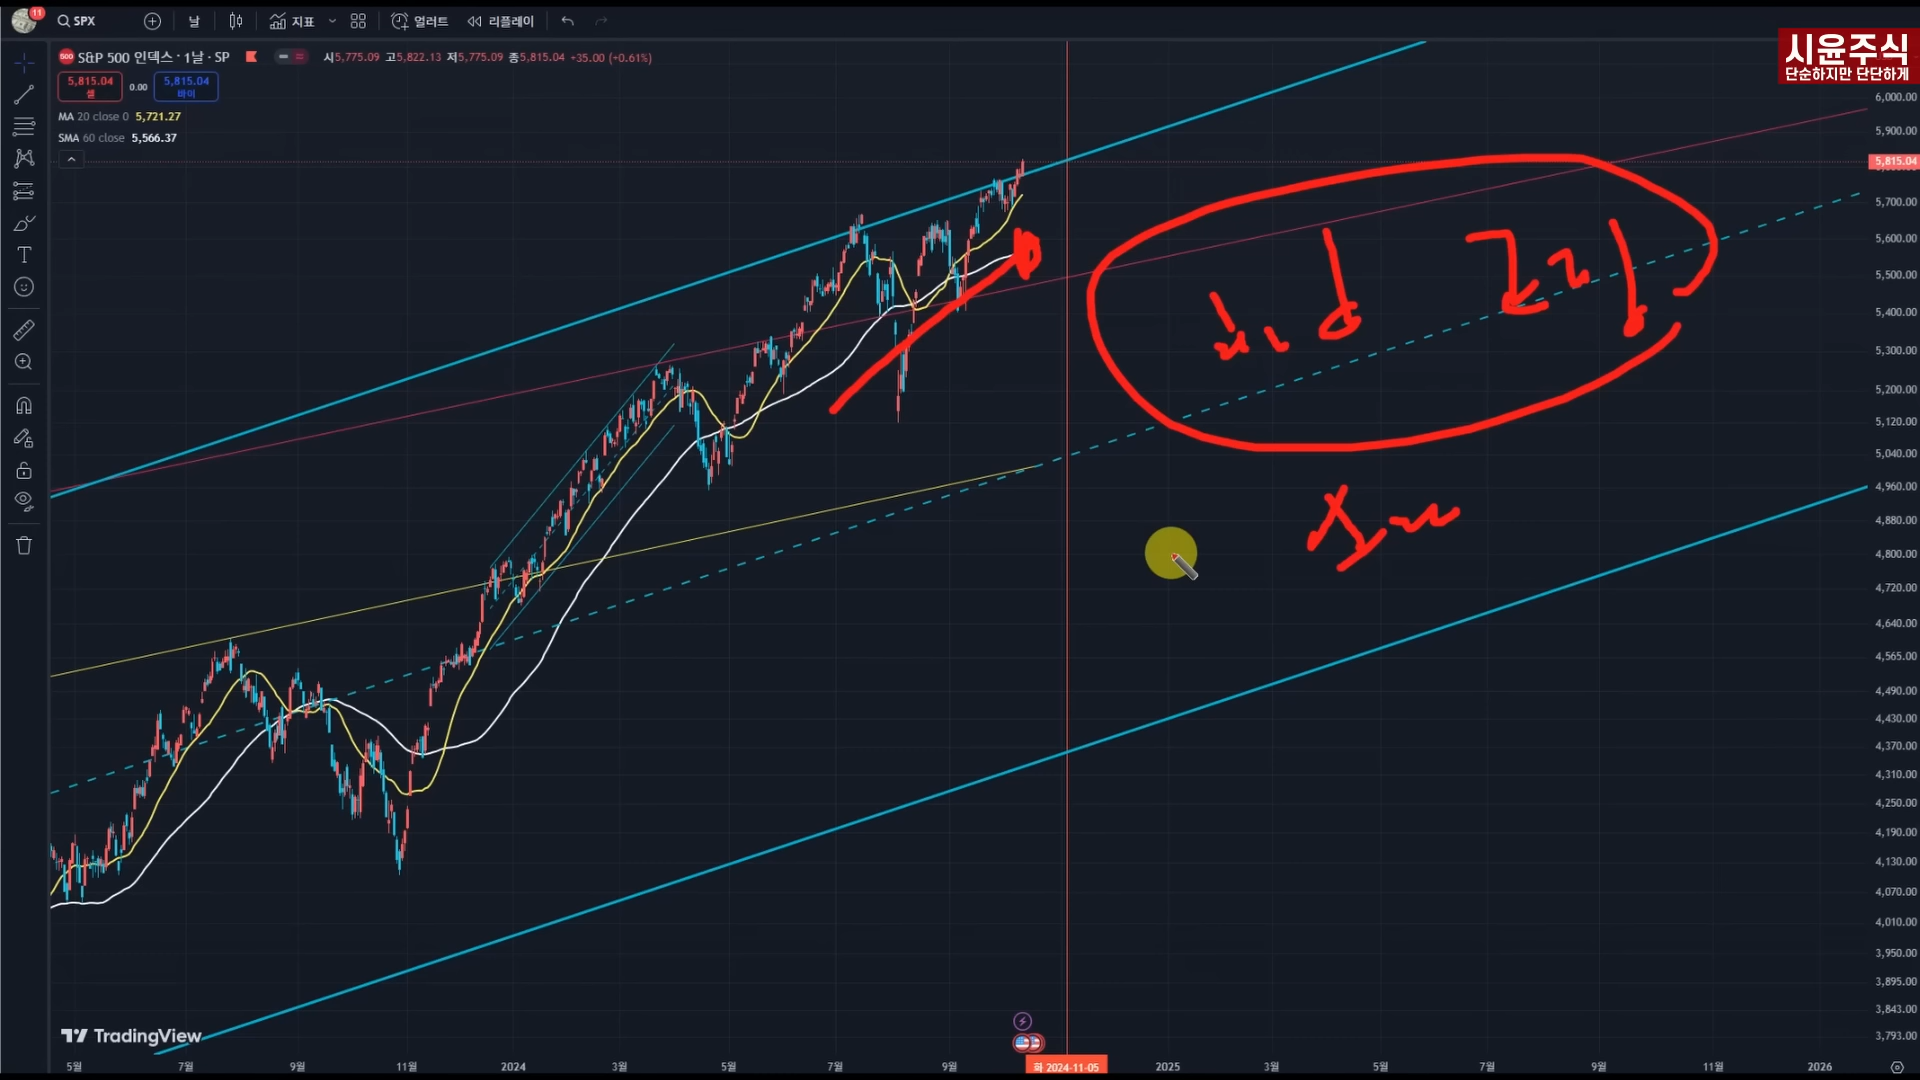 11
SPX
날
지표
얼러트
리플레이
시윤주식
단순하지만 단단하게
500 S&P 500 인덱스 · 1날 · SP
시5,775.09 고5,822.13 저5,775.09 종5,815.04 +35.00 (+0.61%)
5,815.04
셀
0.00
5,815.04
바이
MA 20 close 0 5,721.27
SMA 60 close 5,566.37
6,000.00
5,900.00
5,815.04
5,700.00
5,600.00
5,500.00
5,400.00
5,300.00
5,200.00
5,120.00
5,040.00
4,960.00
4,880.00
4,800.00
4,720.00
4,640.00
4,565.00
4,490.00
4,430.00
4,370.00
4,310.00
4,250.00
4,190.00
4,130.00
4,070.00
4,010.00
3,950.00
3,895.00
3,843.00
3,793.00
TradingView
5월 7월 9월 11월 2024 3월 5월 7월 9월 화 2024-11-05 2025 3월 5월 7월 9월 11월 2026